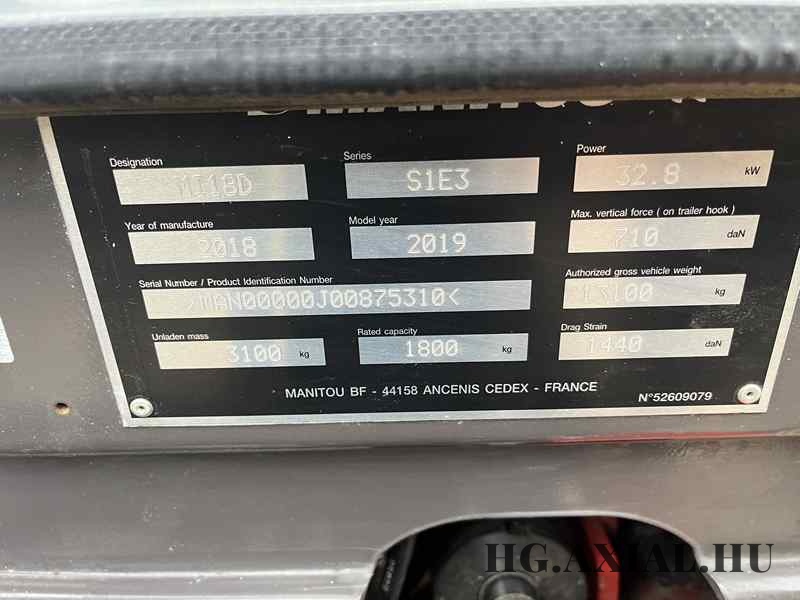 Designation Series Power
MI18D S1E3 32.8 kW
Year of manufacture Model year Max. vertical force ( on trailer hook )
2018 2019 710 daN
Serial Number / Product Identification Number Authorized gross vehicle weight
MAN00000J00875310< 13100 kg
Unladen mass Rated capacity Drag Strain
3100 kg 1800 kg 1440 daN
MANITOU BF - 44158 ANCENIS CEDEX - FRANCE N°52609079
HG.AXIAL.HU